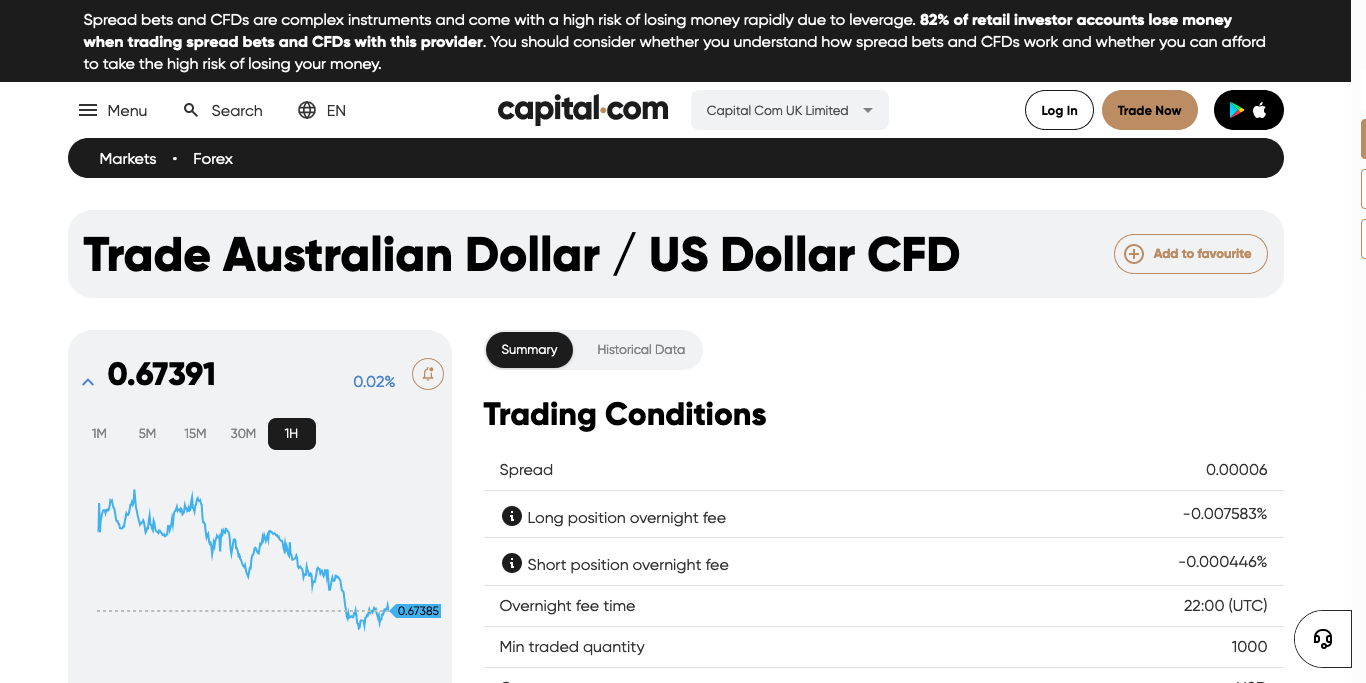 Spread bets and CFDs are complex instruments and come with a high risk of losing money rapidly due to leverage. 82% of retail investor accounts lose money
when trading spread bets and CFDs with this provider. You should consider whether you understand how spread bets and CFDs work and whether you can afford
to take the high risk of losing your money.
Menu
Search
EN
capital.com
Capital Com UK Limited
Log In
Trade Now
Markets • Forex
Trade Australian Dollar / US Dollar CFD
Add to favourite
0.67391
0.02%
1M 5M 15M 30M 1H
0.67385
Summary
Historical Data
Trading Conditions
Spread 0.00006
Long position overnight fee -0.007583%
Short position overnight fee -0.000446%
Overnight fee time 22:00 (UTC)
Min traded quantity 1000